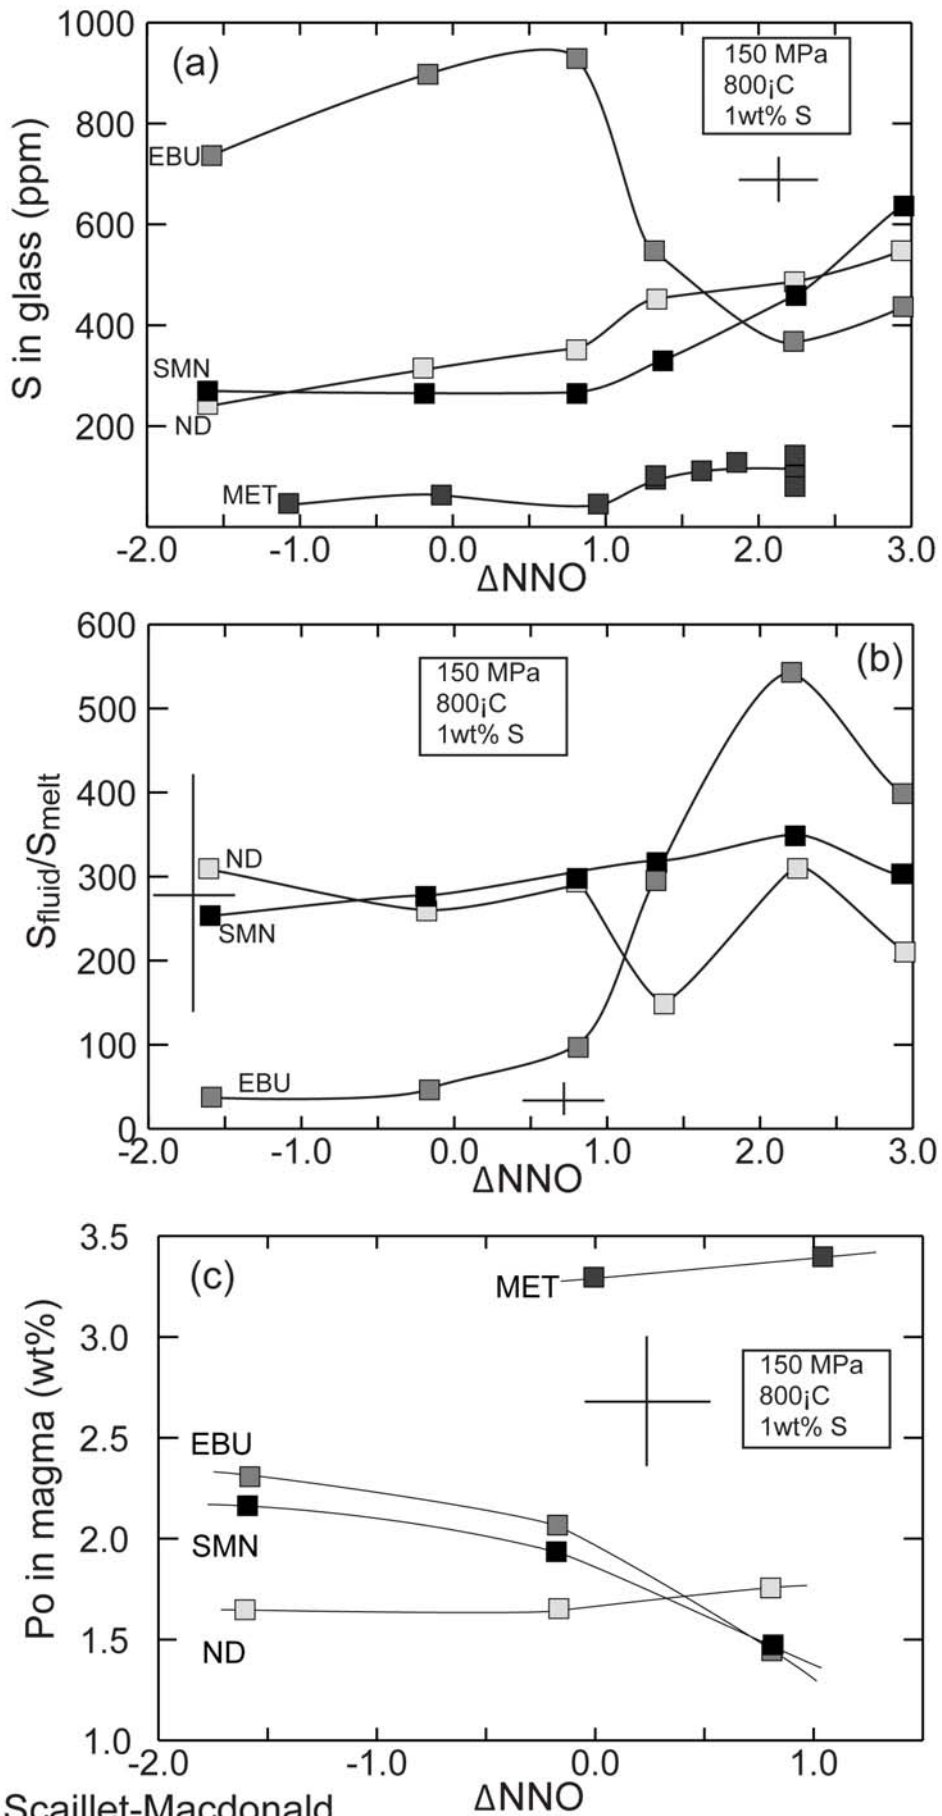 1000
(a)
150 MPa
800¡C
1wt% S
800
EBU
600
S in glass (ppm)
400
SMN
ND
200
MET
-2.0 -1.0 0.0 1.0 2.0 3.0
ΔNNO
600
(b)
150 MPa
800¡C
1wt% S
500
400
Sfluid/Smelt
ND
300
SMN
200
100
EBU
0
-2.0 -1.0 0.0 1.0 2.0 3.0
ΔNNO
3.5
(c)
MET
3.0
150 MPa
800¡C
1wt% S
Po in magma (wt%)
2.5
EBU
2.0
SMN
1.5
ND
1.0
-2.0 -1.0 0.0 1.0
ΔNNO
Scaillet-Macdonald